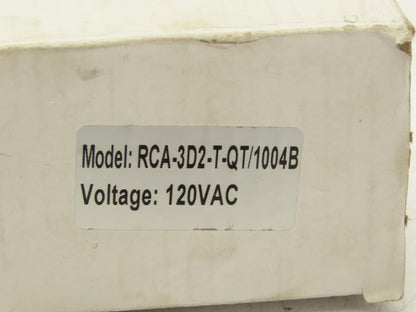 Model: RCA-3D2-T-QT/1004B
Voltage: 120VAC